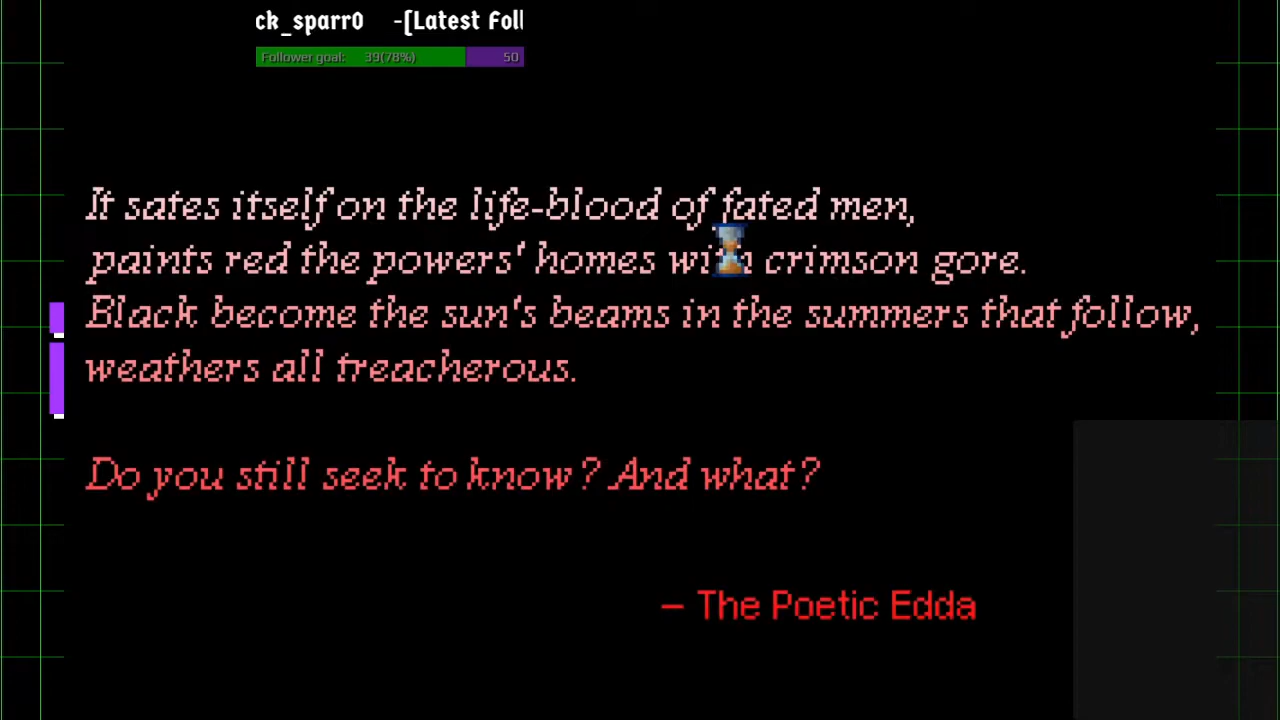 ck_sparr0 -[Latest Foll
Follower goal: 39(78%) 50
It sates itself on the life-blood of fated men,
paints red the powers' homes with crimson gore.
Black become the sun's beams in the summers that follow,
weathers all treacherous.
Do you still seek to know? And what?
— The Poetic Edda